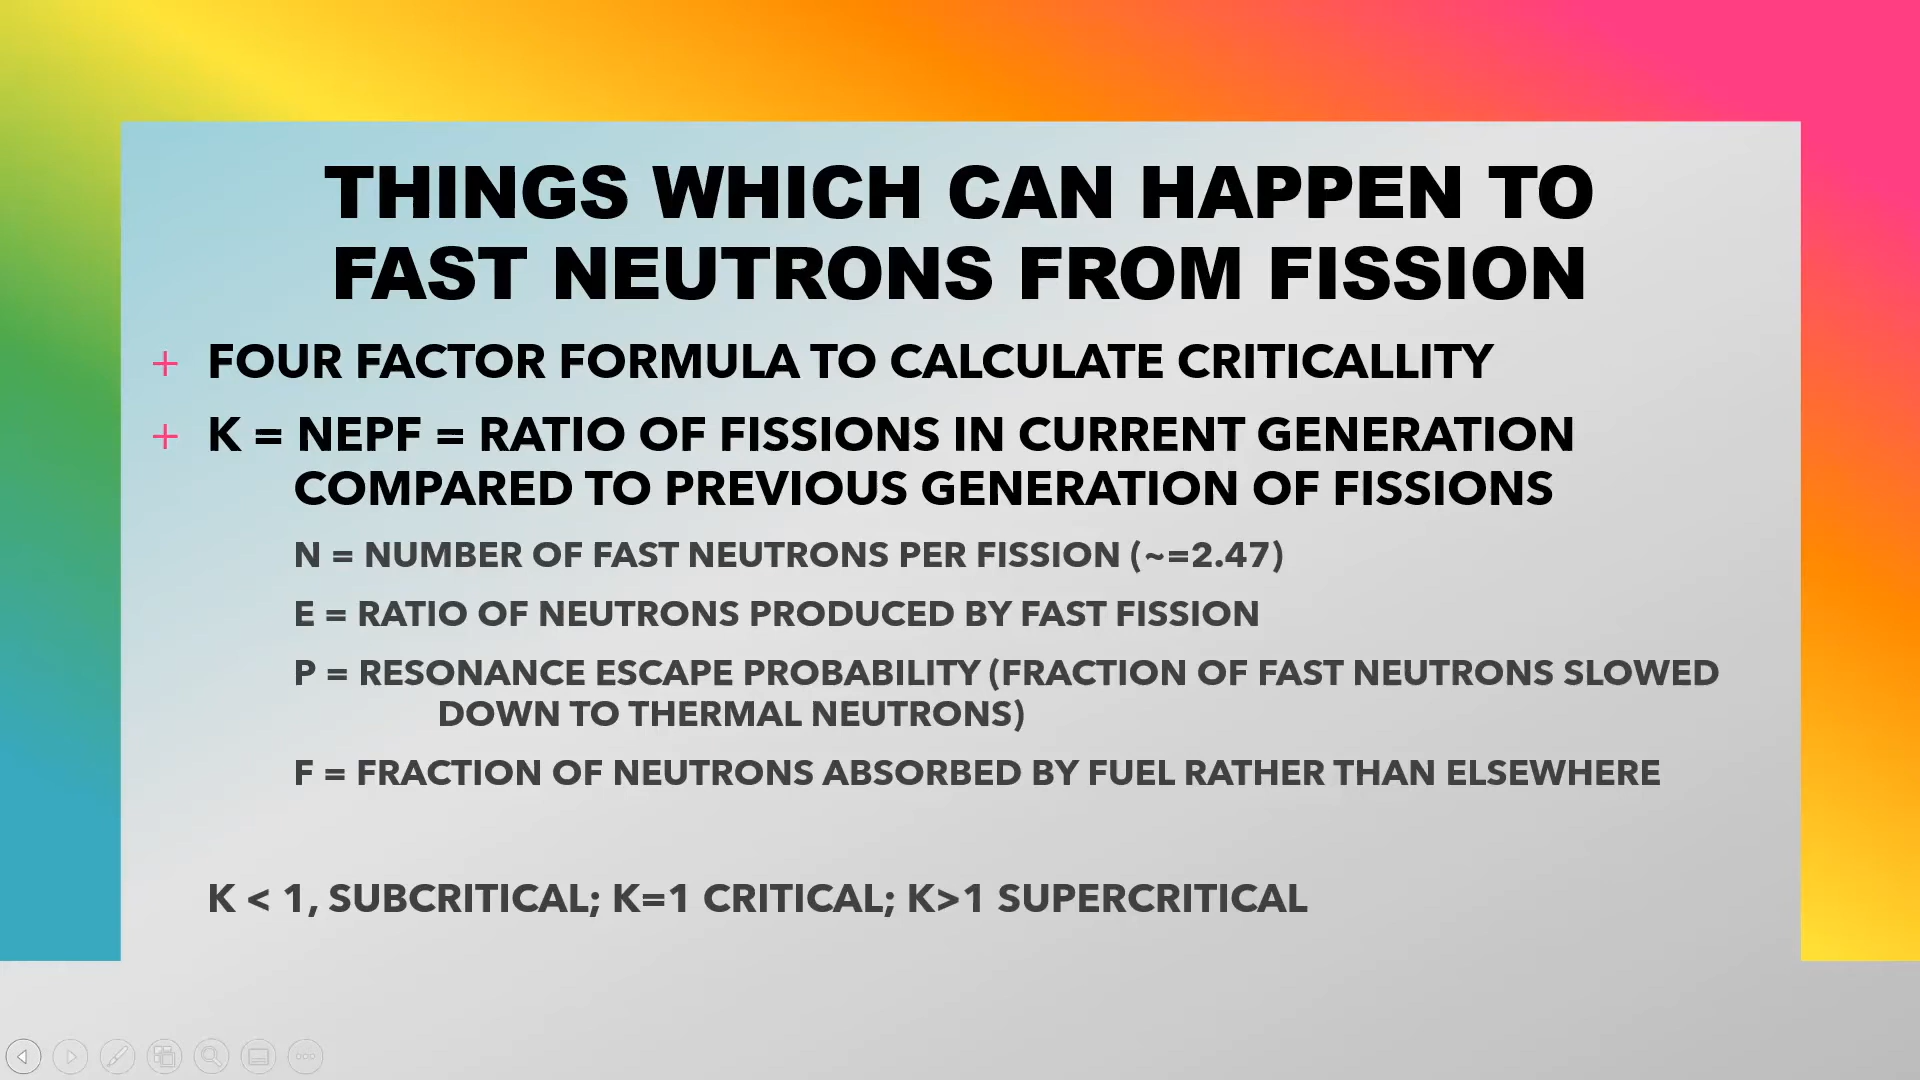 THINGS WHICH CAN HAPPEN TO
FAST NEUTRONS FROM FISSION
+ FOUR FACTOR FORMULA TO CALCULATE CRITICALLITY
+ K = NEPF = RATIO OF FISSIONS IN CURRENT GENERATION
COMPARED TO PREVIOUS GENERATION OF FISSIONS
N = NUMBER OF FAST NEUTRONS PER FISSION (~=2.47)
E = RATIO OF NEUTRONS PRODUCED BY FAST FISSION
P = RESONANCE ESCAPE PROBABILITY (FRACTION OF FAST NEUTRONS SLOWED
DOWN TO THERMAL NEUTRONS)
F = FRACTION OF NEUTRONS ABSORBED BY FUEL RATHER THAN ELSEWHERE
K < 1, SUBCRITICAL; K=1 CRITICAL; K>1 SUPERCRITICAL